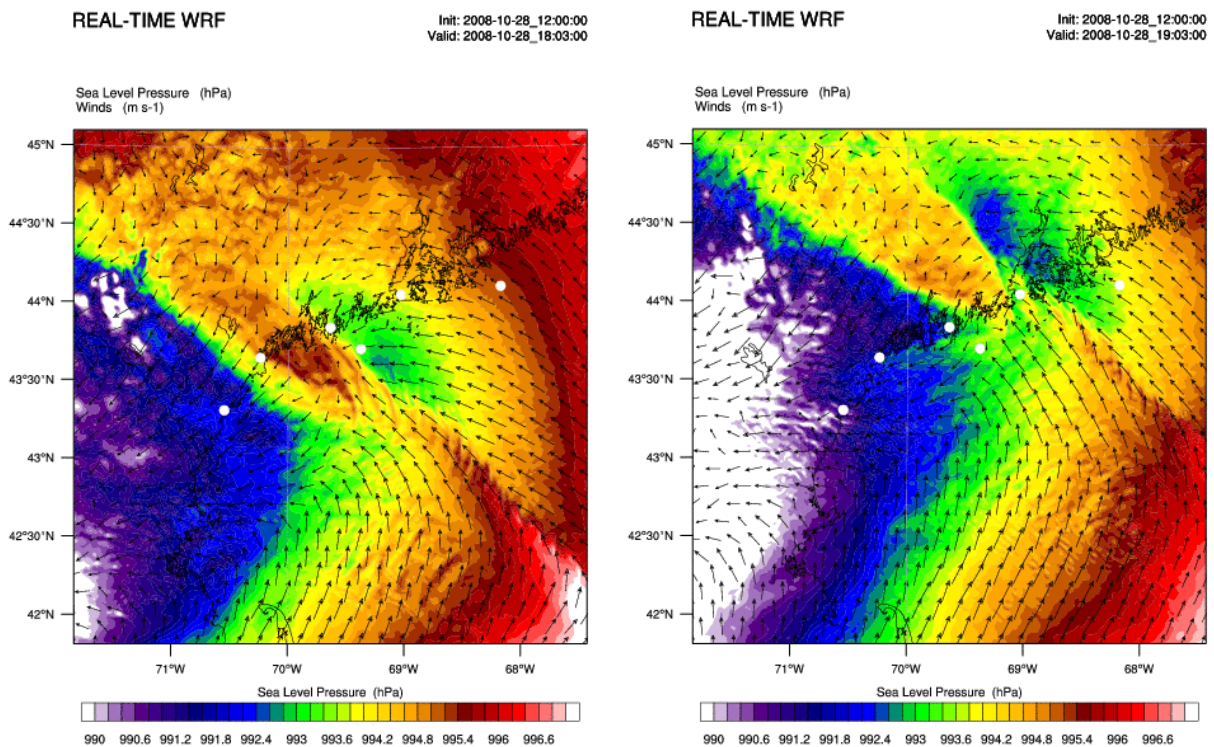 REAL-TIME WRF
Init: 2008-10-28_12:00:00
Valid: 2008-10-28_18:03:00
Sea Level Pressure (hPa)
Winds (m s-1)
45°N
44°30'N
44°N
43°30'N
43°N
42°30'N
42°N
71°W 70°W 69°W 68°W
Sea Level Pressure (hPa)
990 990.6 991.2 991.8 992.4 993 993.6 994.2 994.8 995.4 996 996.6
REAL-TIME WRF
Init: 2008-10-28_12:00:00
Valid: 2008-10-28_19:03:00
Sea Level Pressure (hPa)
Winds (m s-1)
45°N
44°30'N
44°N
43°30'N
43°N
42°30'N
42°N
71°W 70°W 69°W 68°W
Sea Level Pressure (hPa)
990 990.6 991.2 991.8 992.4 993 993.6 994.2 994.8 995.4 996 996.6